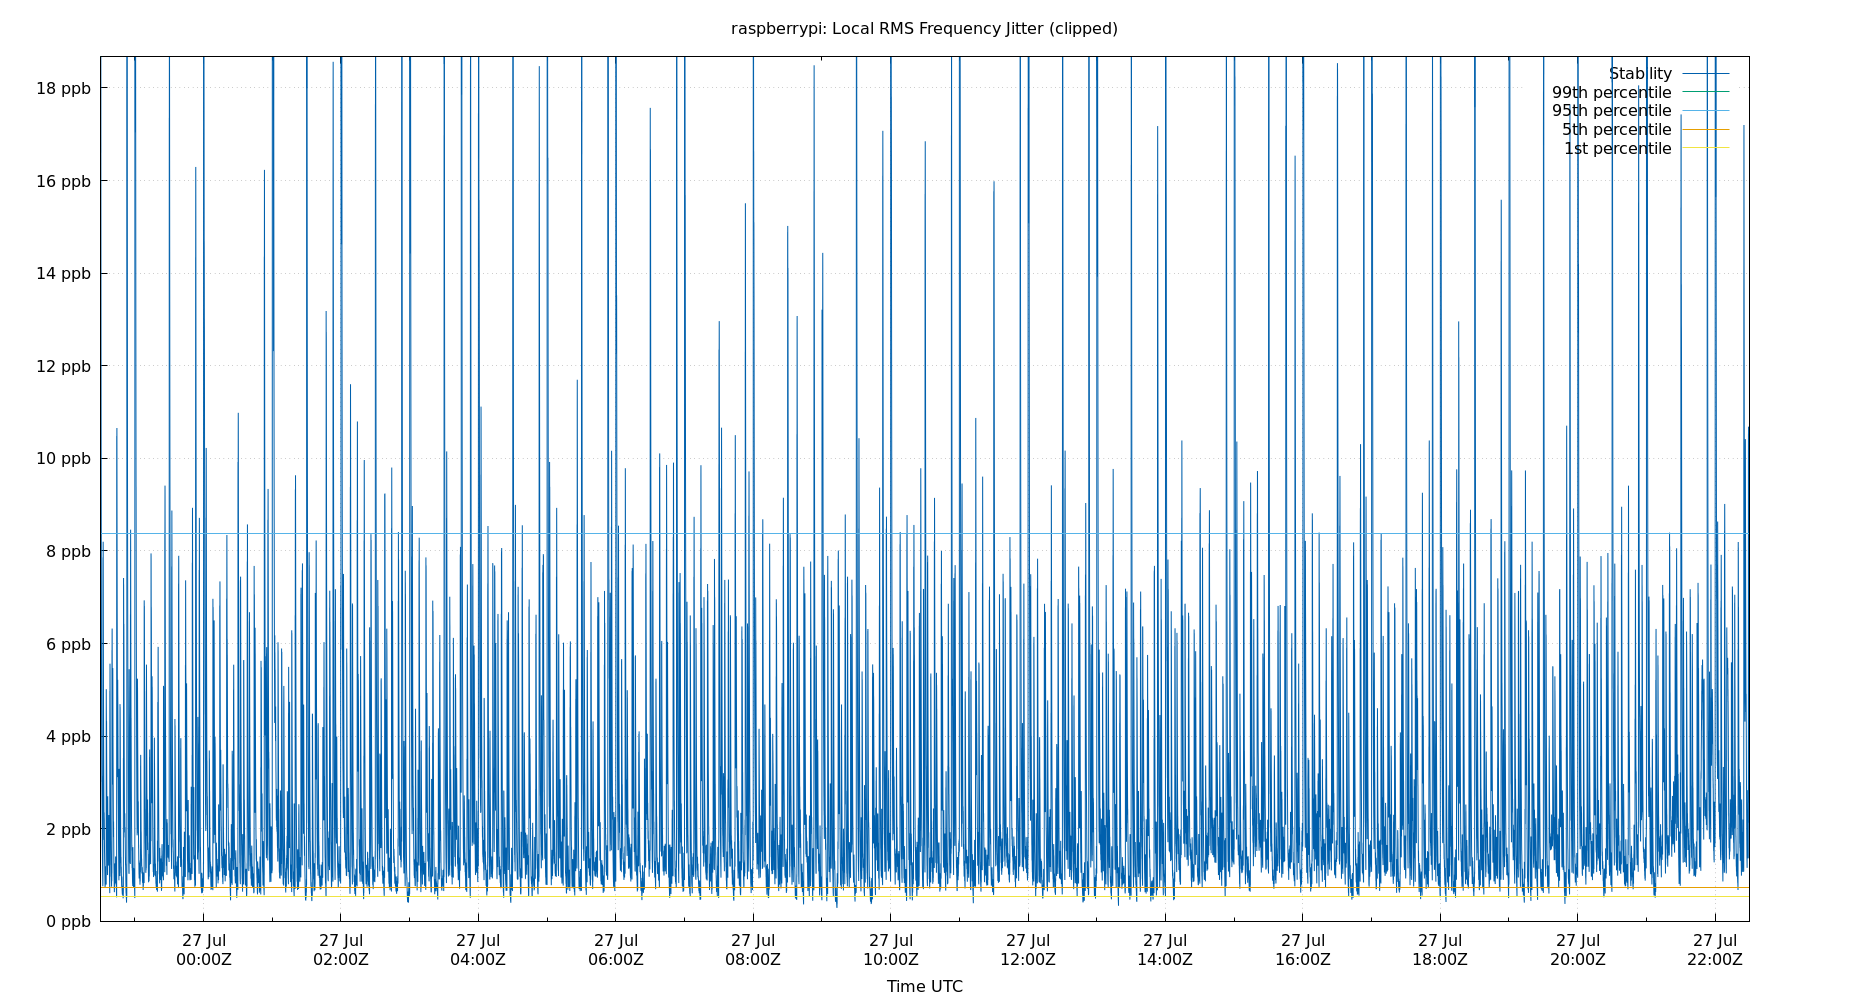 raspberrypi: Local RMS Frequency Jitter (clipped)
Stability
99th percentile
95th percentile
5th percentile
1st percentile
18 ppb
16 ppb
14 ppb
12 ppb
10 ppb
8 ppb
6 ppb
4 ppb
2 ppb
0 ppb
27 Jul 27 Jul 27 Jul 27 Jul 27 Jul 27 Jul 27 Jul 27 Jul 27 Jul 27 Jul 27 Jul 27 Jul
00:00Z 02:00Z 04:00Z 06:00Z 08:00Z 10:00Z 12:00Z 14:00Z 16:00Z 18:00Z 20:00Z 22:00Z
Time UTC